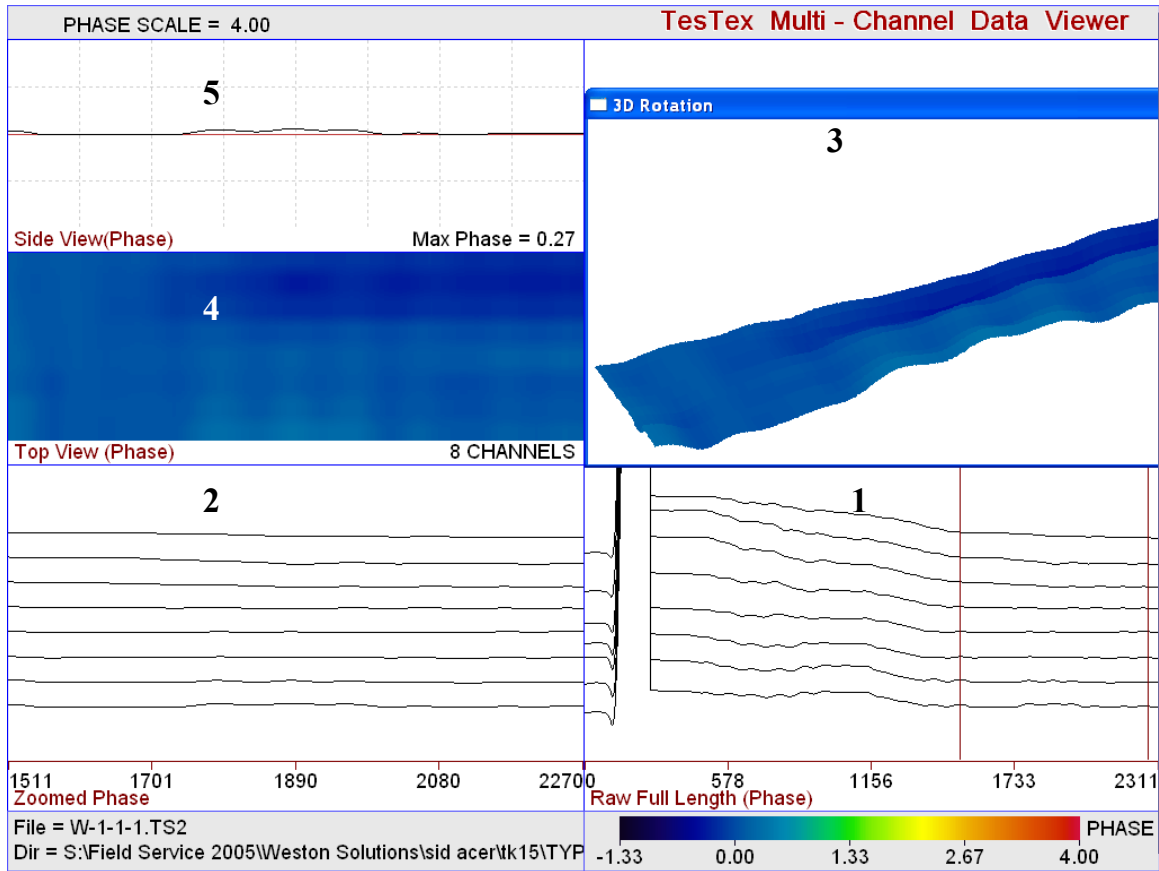 PHASE SCALE = 4.00
TesTex Multi - Channel Data Viewer
5
Side View(Phase)
Max Phase = 0.27
3D Rotation
3
4
Top View (Phase)
8 CHANNELS
2
1
1511 1701 1890 2080 2270
Zoomed Phase
0 578 1156 1733 2311
Raw Full Length (Phase)
File = W-1-1-1.TS2
Dir = S:\Field Service 2005\Weston Solutions\sid acer\tk15\TYP
PHASE
-1.33 0.00 1.33 2.67 4.00